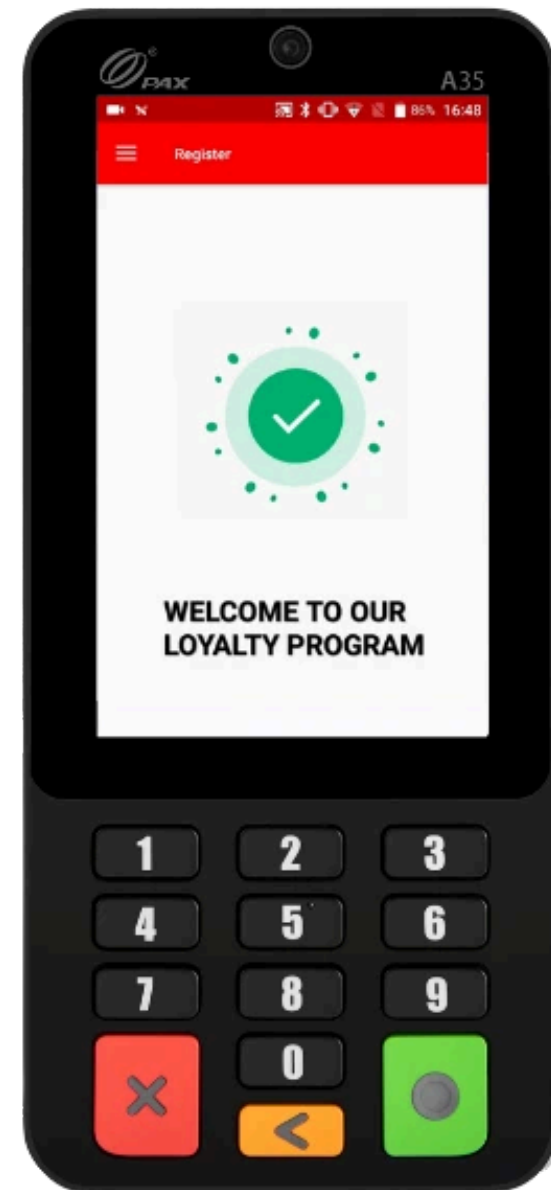 PAX
A35
86% 16:48
Register
WELCOME TO OUR
LOYALTY PROGRAM
1 2 3
4 5 6
7 8 9
0